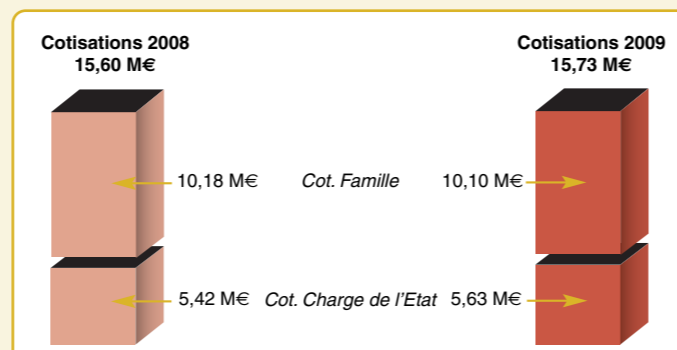 Cotisations 2008
15,60 M€
Cotisations 2009
15,73 M€
10,18 M€ Cot. Famille 10,10 M€
5,42 M€ Cot. Charge de l'Etat 5,63 M€